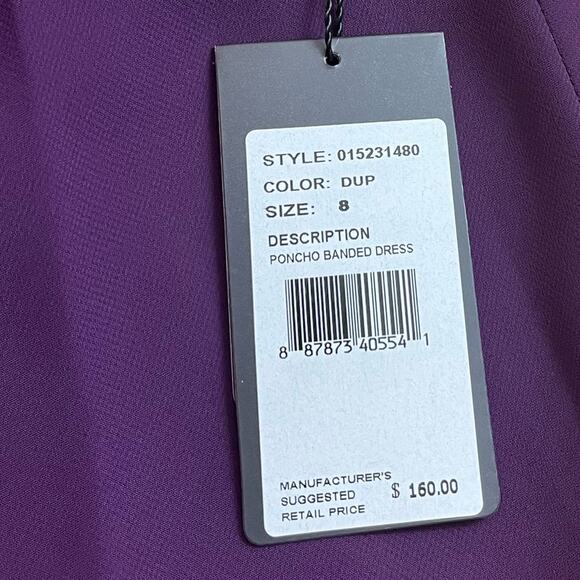 STYLE: 015231480
COLOR: DUP
SIZE: 8
DESCRIPTION
PONCHO BANDED DRESS
8 87873 40554 1
MANUFACTURER'S
SUGGESTED $ 160.00
RETAIL PRICE